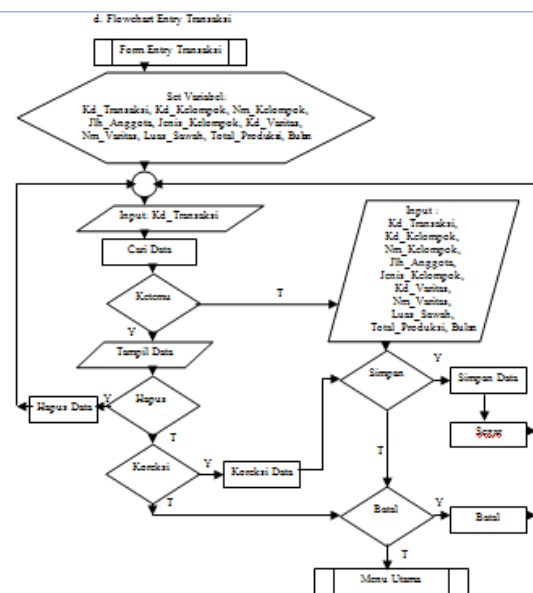 d. Flowchart Entry Transaksi
Form Entry Transaksi
Set Variabel:
Kd_Transaksi, Kd_Kelompok, Nm_Kelompok,
Jlh_Anggota, Jenis_Kelompok, Kd_Varitas,
Nm_Varitas, Luas_Sawah, Total_Produksi, Bulan
Input: Kd_Transaksi
Cari Data
Ketemu
T
Y
Tampil Data
Hapus
Y
Hapus Data
T
Koreksi
Y
Koreksi Data
T
Input :
Kd_Transaksi,
Kd_Kelompok,
Nm_Kelompok,
Jlh_Anggota,
Jenis_Kelompok,
Kd_Varitas,
Nm_Varitas,
Luas_Sawah,
Total_Produksi, Bulan
Simpan
Y
Simpan Data
T
Batal
Y
Batal
T
Menu Utama